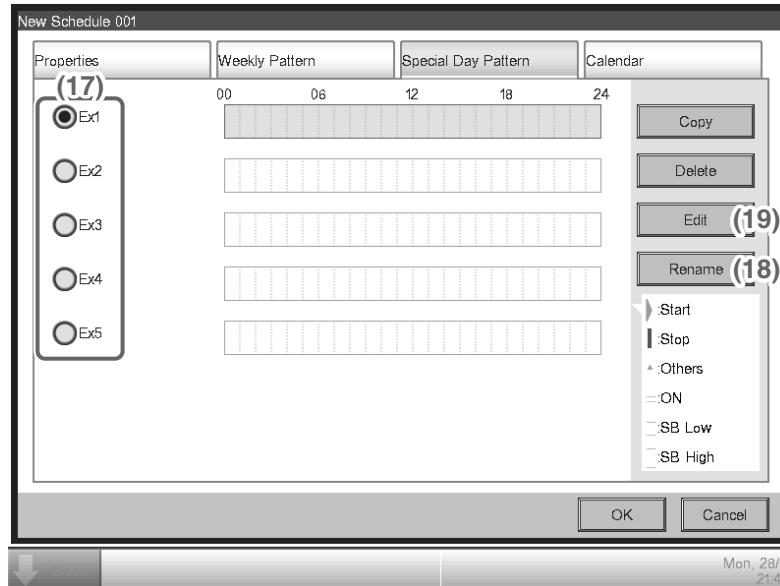 New Schedule 001
Properties
Weekly Pattern
Special Day Pattern
Calendar
(17)
00 06 12 18 24
Ex1
Ex2
Ex3
Ex4
Ex5
Copy
Delete
Edit
(19)
Rename
(18)
:Start
:Stop
:Others
:ON
:SB Low
:SB High
OK
Cancel
Mon, 28/
21:4